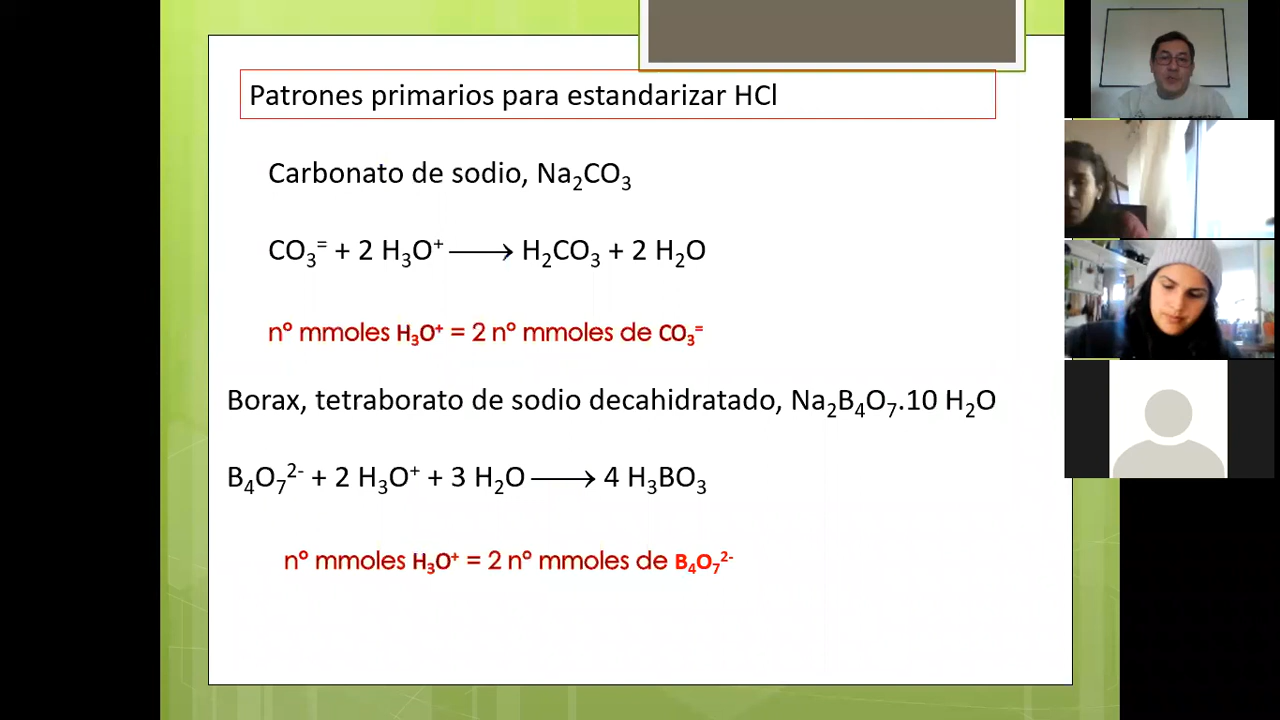 Patrones primarios para estandarizar HCl
Carbonato de sodio, Na₂CO₃
CO₃⁼ + 2 H₃O⁺ ⟶ H₂CO₃ + 2 H₂O
n° mmoles H₃O⁺ = 2 n° mmoles de CO₃⁼
Borax, tetraborato de sodio decahidratado, Na₂B₄O₇.10 H₂O
B₄O₇²⁻ + 2 H₃O⁺ + 3 H₂O ⟶ 4 H₃BO₃
n° mmoles H₃O⁺ = 2 n° mmoles de B₄O₇²⁻